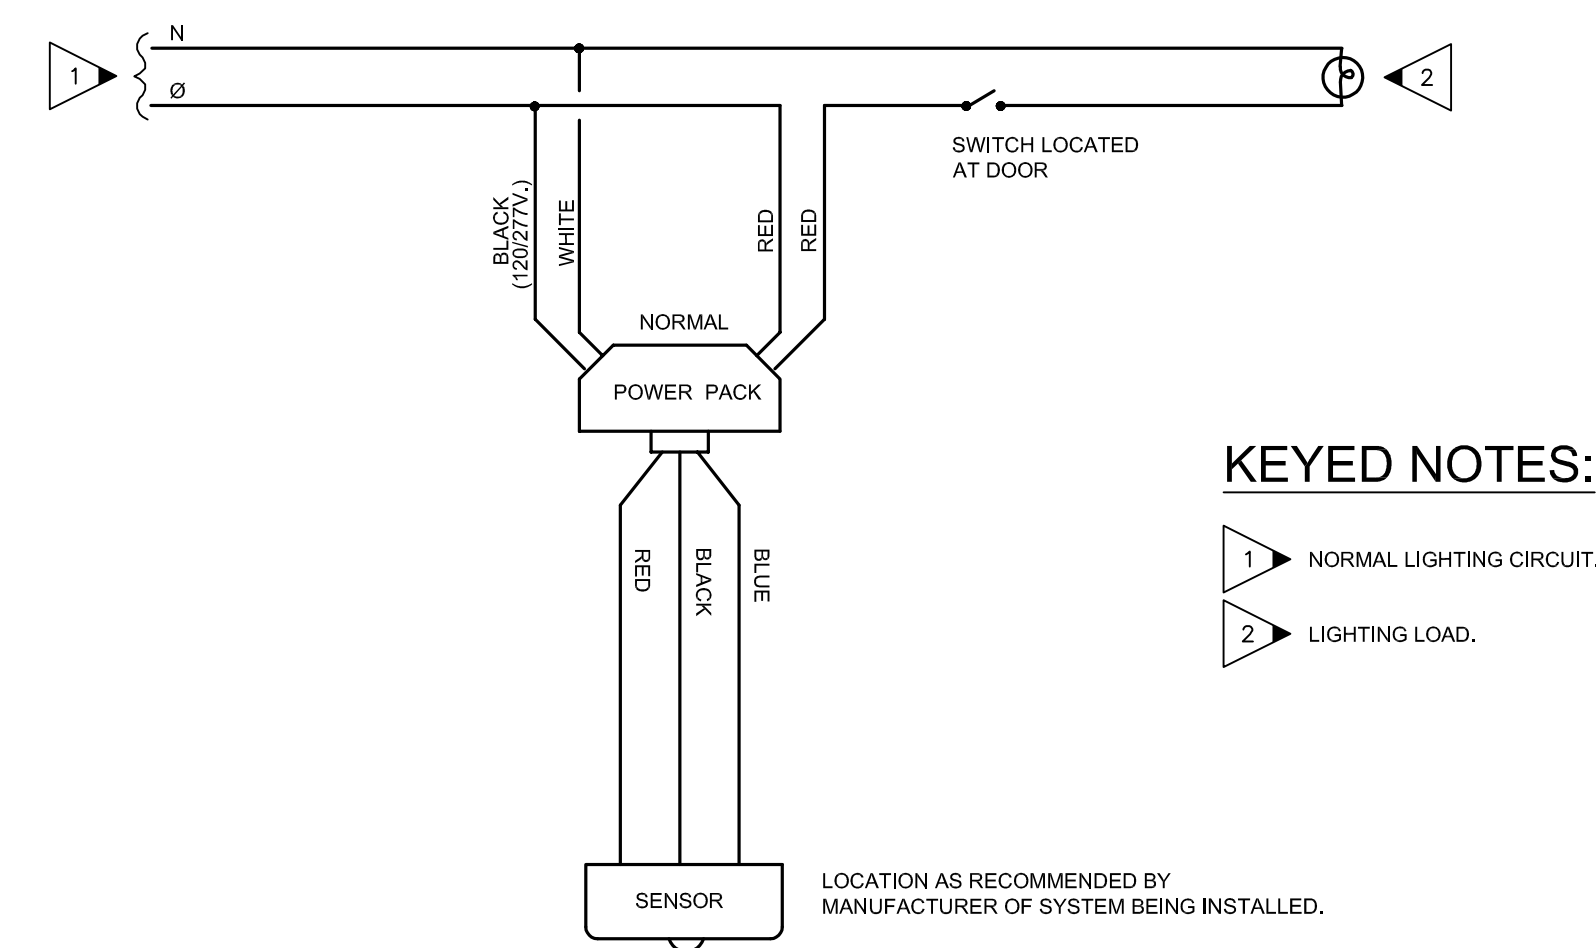 N
1
Ø
2
SWITCH LOCATED
AT DOOR
BLACK
(120/277V.)
WHITE
RED
RED
NORMAL
POWER PACK
KEYED NOTES:
RED
BLACK
BLUE
1 NORMAL LIGHTING CIRCUIT.
2 LIGHTING LOAD.
SENSOR
LOCATION AS RECOMMENDED BY
MANUFACTURER OF SYSTEM BEING INSTALLED.